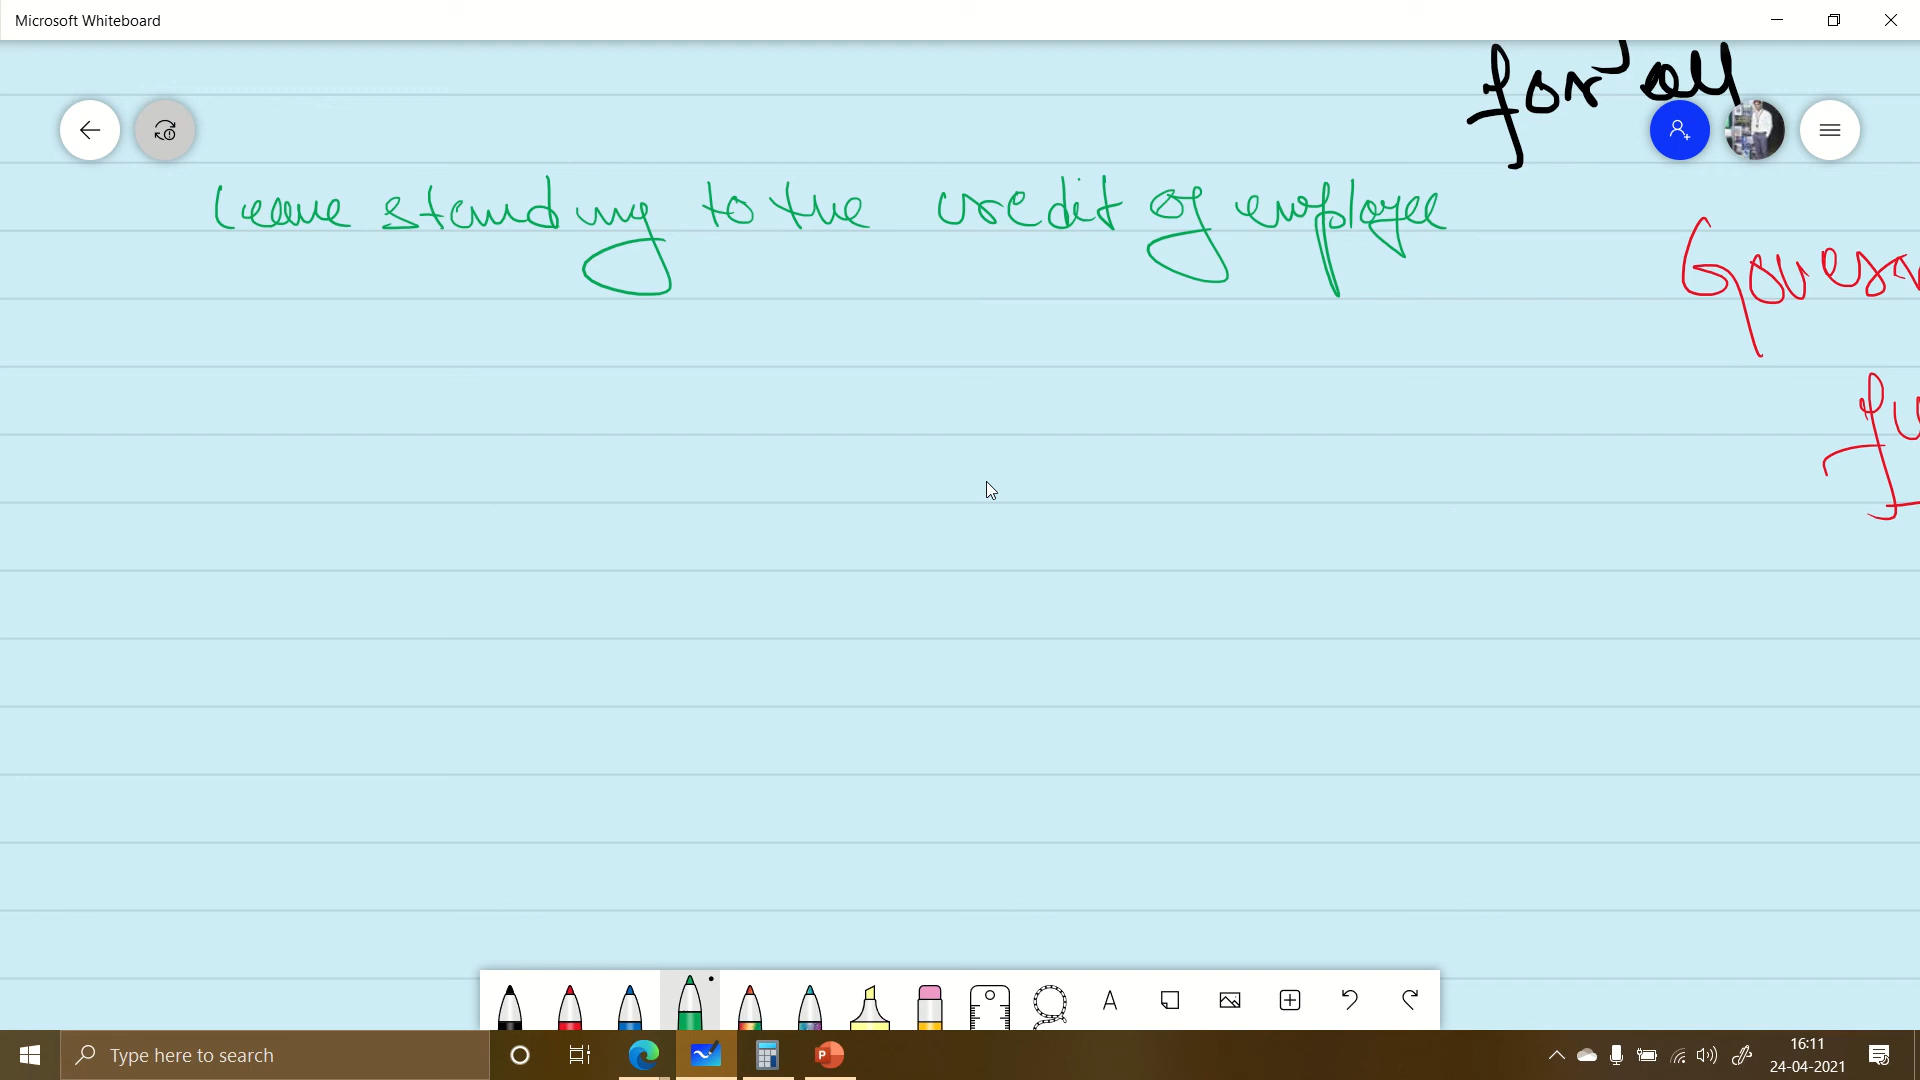 Microsoft Whiteboard
for all
Leave standing to the credit of employee
Type here to search
16:11
24-04-2021